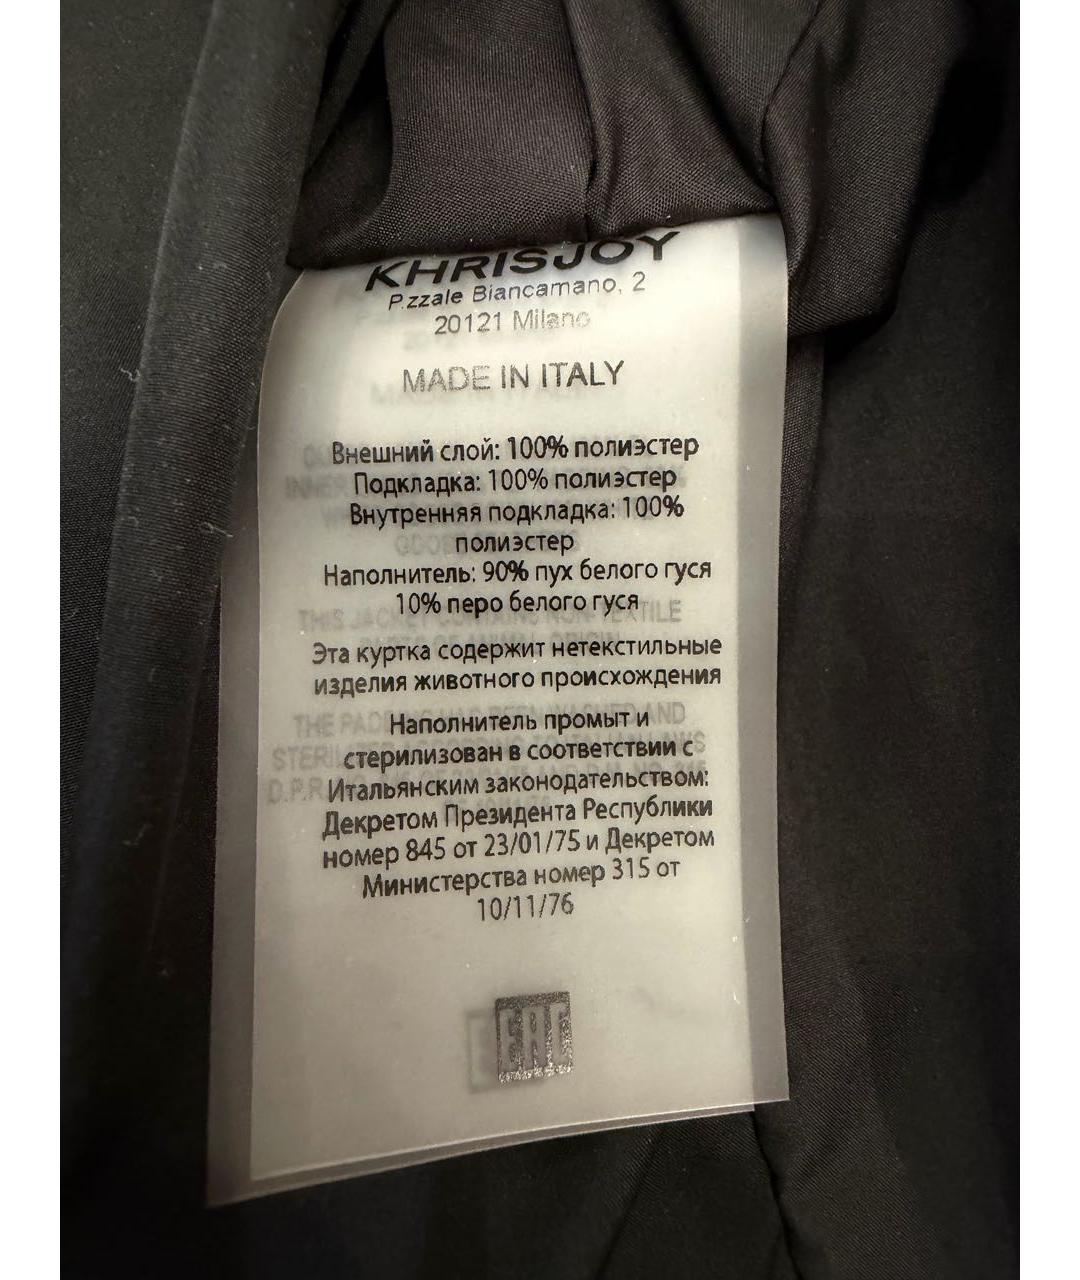 KHRISJOY
P.zzale Biancamano, 2
20121 Milano
MADE IN ITALY
Внешний слой: 100% полиэстер
Подкладка: 100% полиэстер
Внутренняя подкладка: 100%
полиэстер
Наполнитель: 90% пух белого гуся
10% перо белого гуся
Эта куртка содержит нетекстильные
изделия животного происхождения
Наполнитель промыт и
стерилизован в соответствии с
Итальянским законодательством:
Декретом Президента Республики
номер 845 от 23/01/75 и Декретом
Министерства номер 315 от
10/11/76
EAC